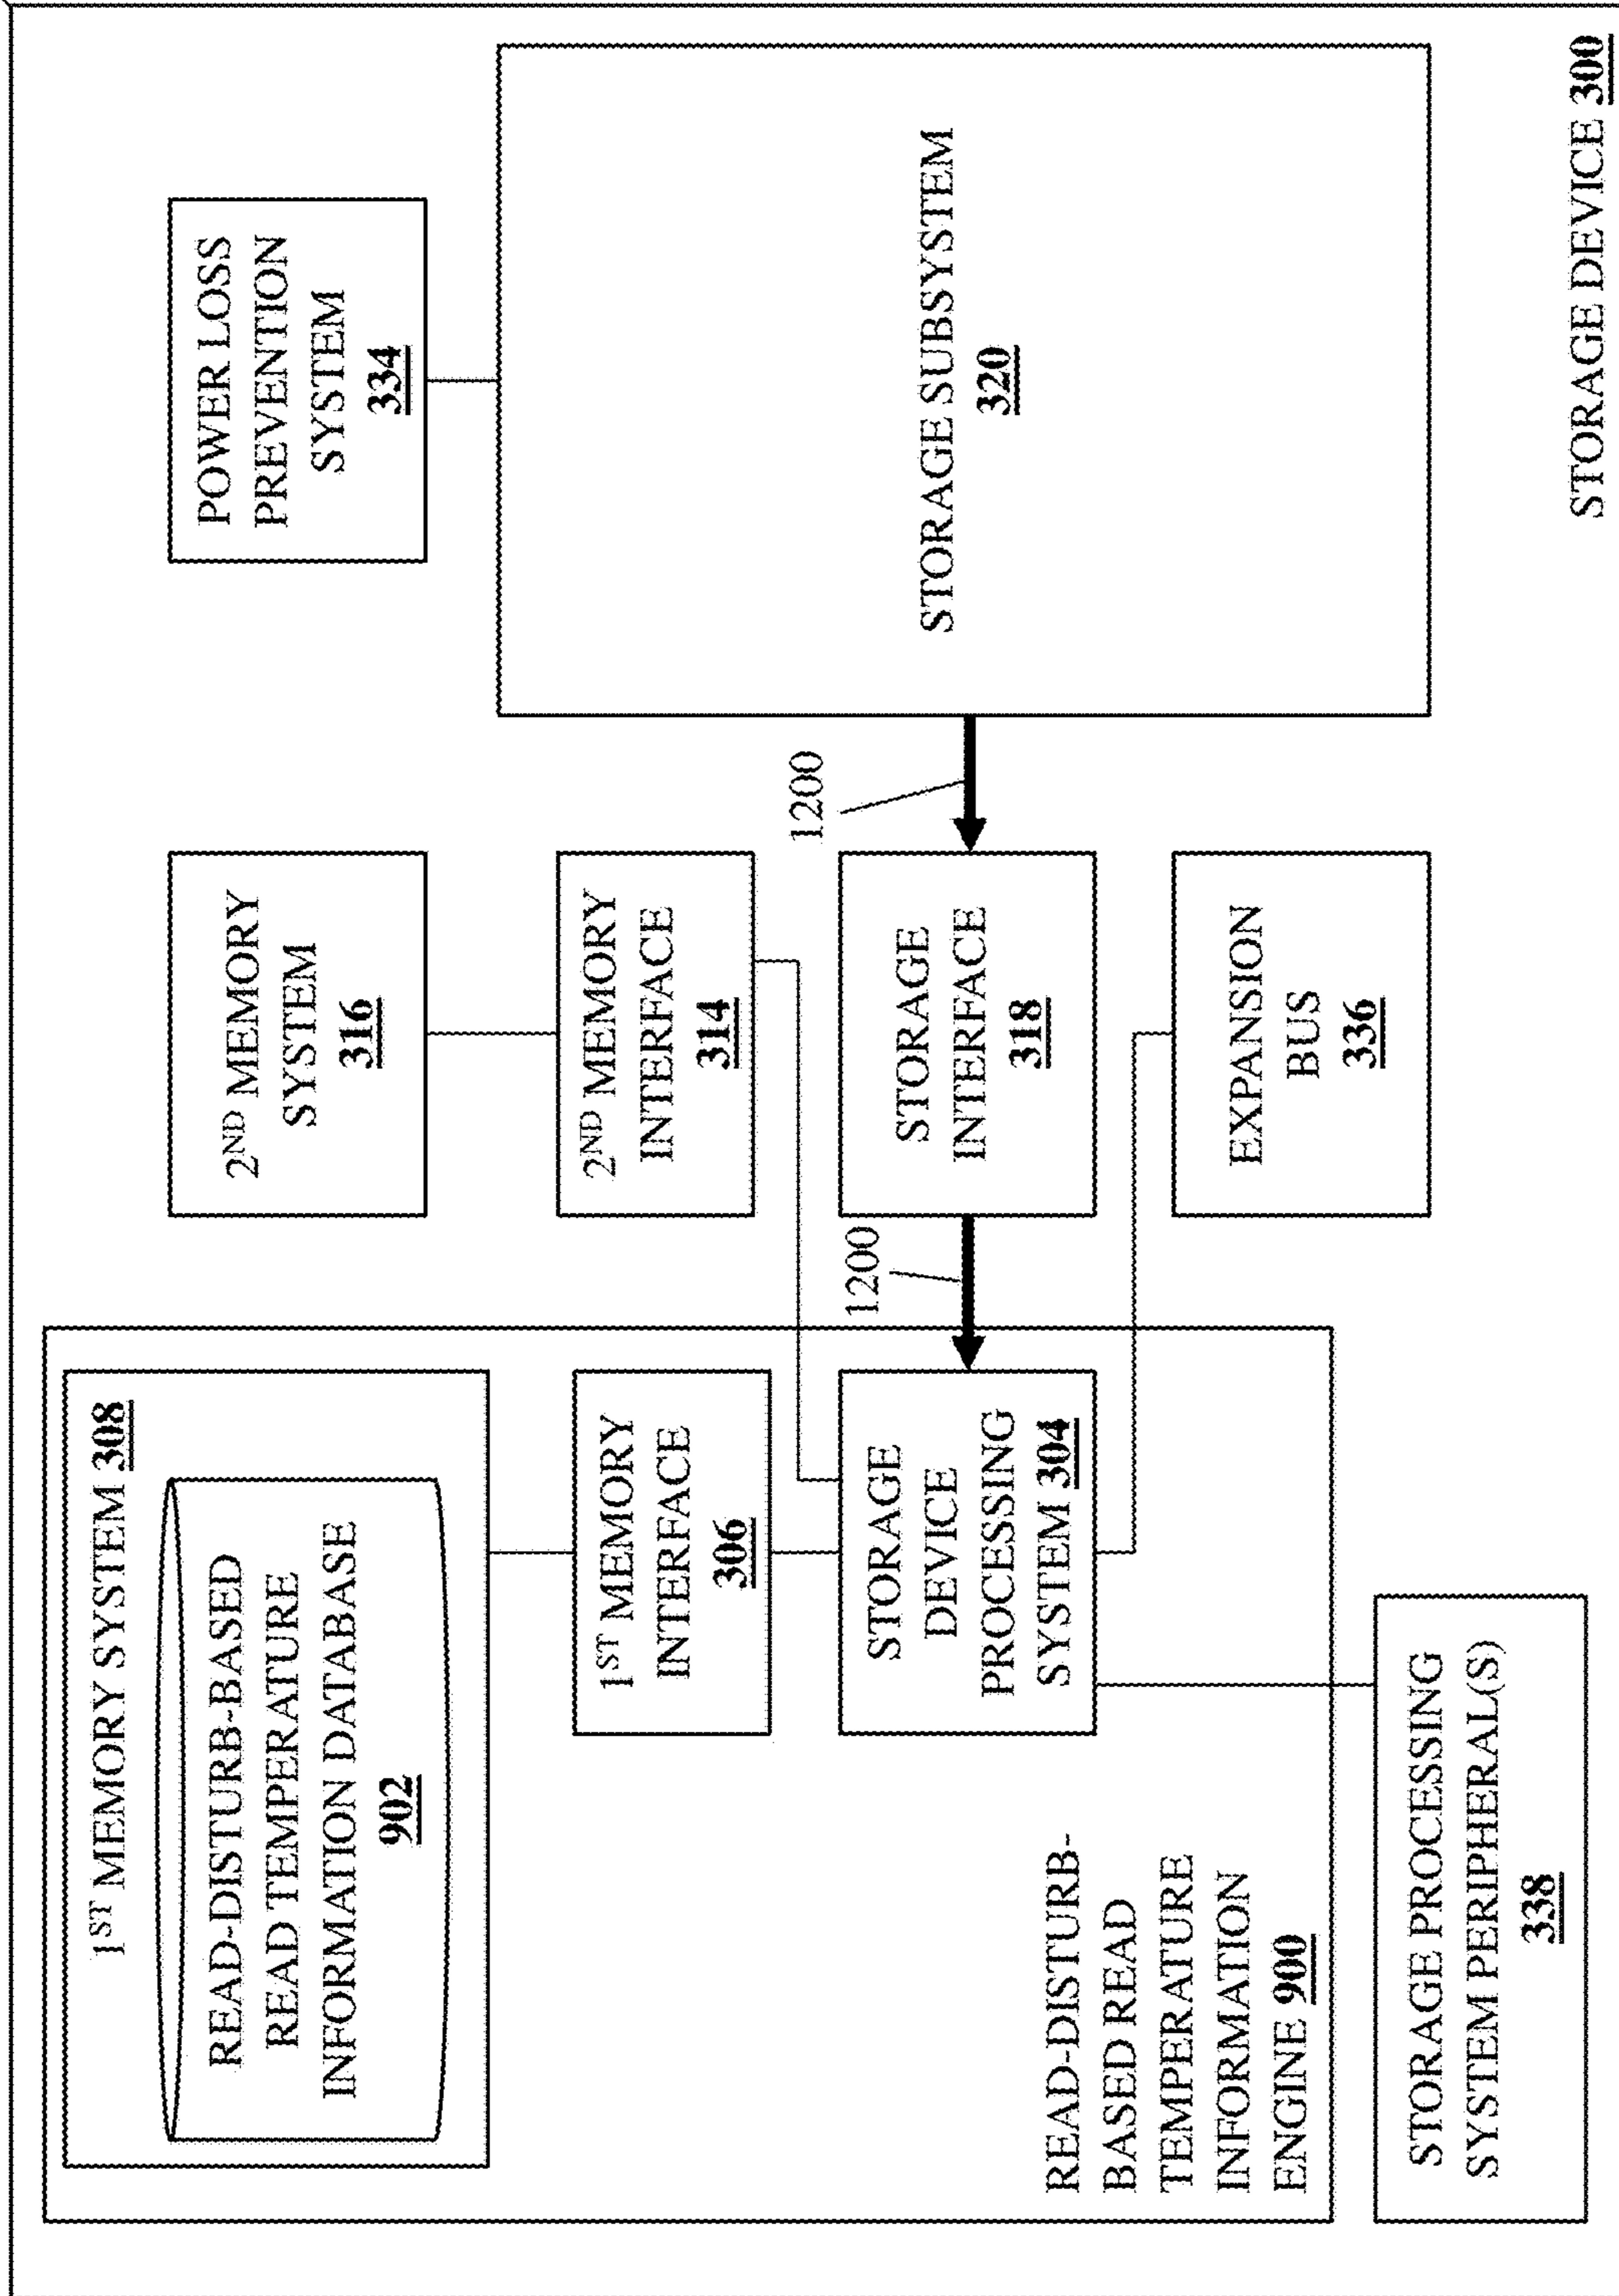 1ST MEMORY SYSTEM 308
READ-DISTURB-BASED
READ TEMPERATURE
INFORMATION DATABASE
902
1ST MEMORY
INTERFACE
306
STORAGE
DEVICE
PROCESSING
SYSTEM 304
READ-DISTURB-
BASED READ
TEMPERATURE
INFORMATION
ENGINE 900
STORAGE PROCESSING
SYSTEM PERIPHERAL(S)
338
2ND MEMORY
SYSTEM
316
2ND MEMORY
INTERFACE
314
1200
STORAGE
INTERFACE
318
1200
EXPANSION
BUS
336
POWER LOSS
PREVENTION
SYSTEM
334
STORAGE SUBSYSTEM
320
STORAGE DEVICE 300